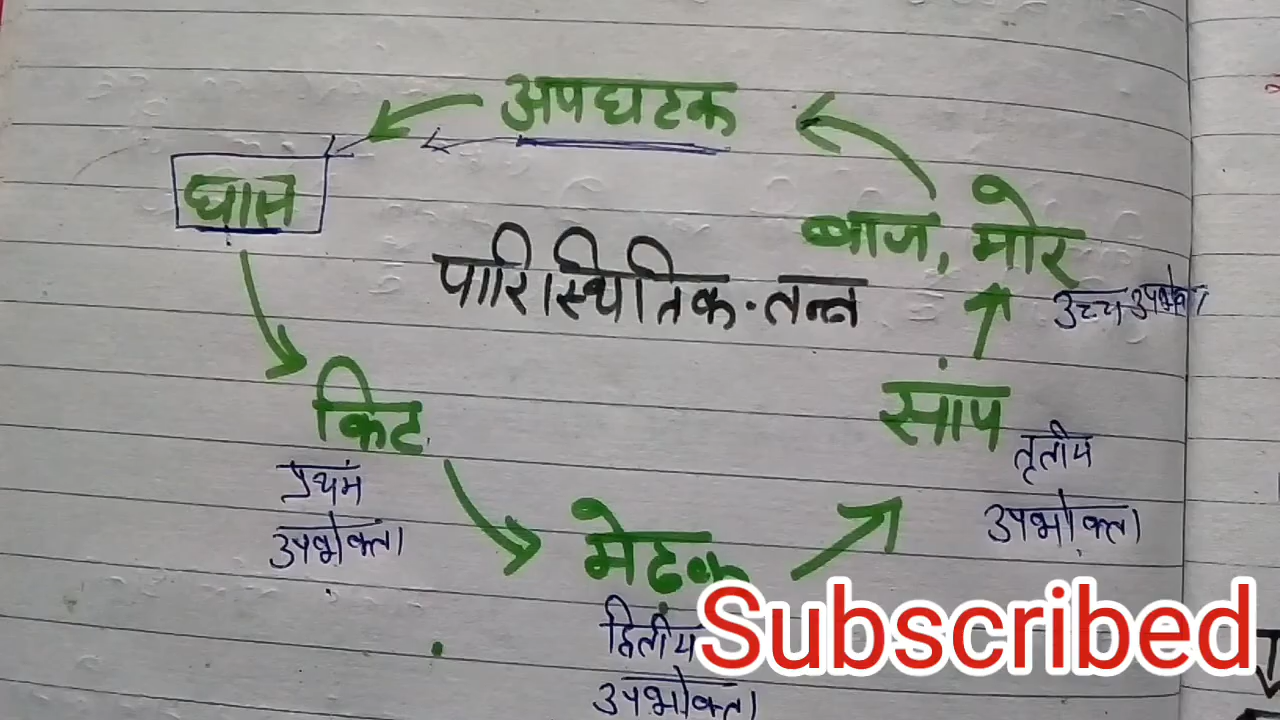 अपघटक
घास
बाज, मोर
पारिस्थितिक-तन्त्र
उच्च उपभोक्ता
किट
सांप
प्रथम
उपभोक्ता
तृतीय
उपभोक्ता
मेढक
द्वितीय
उपभोक्ता
Subscribed